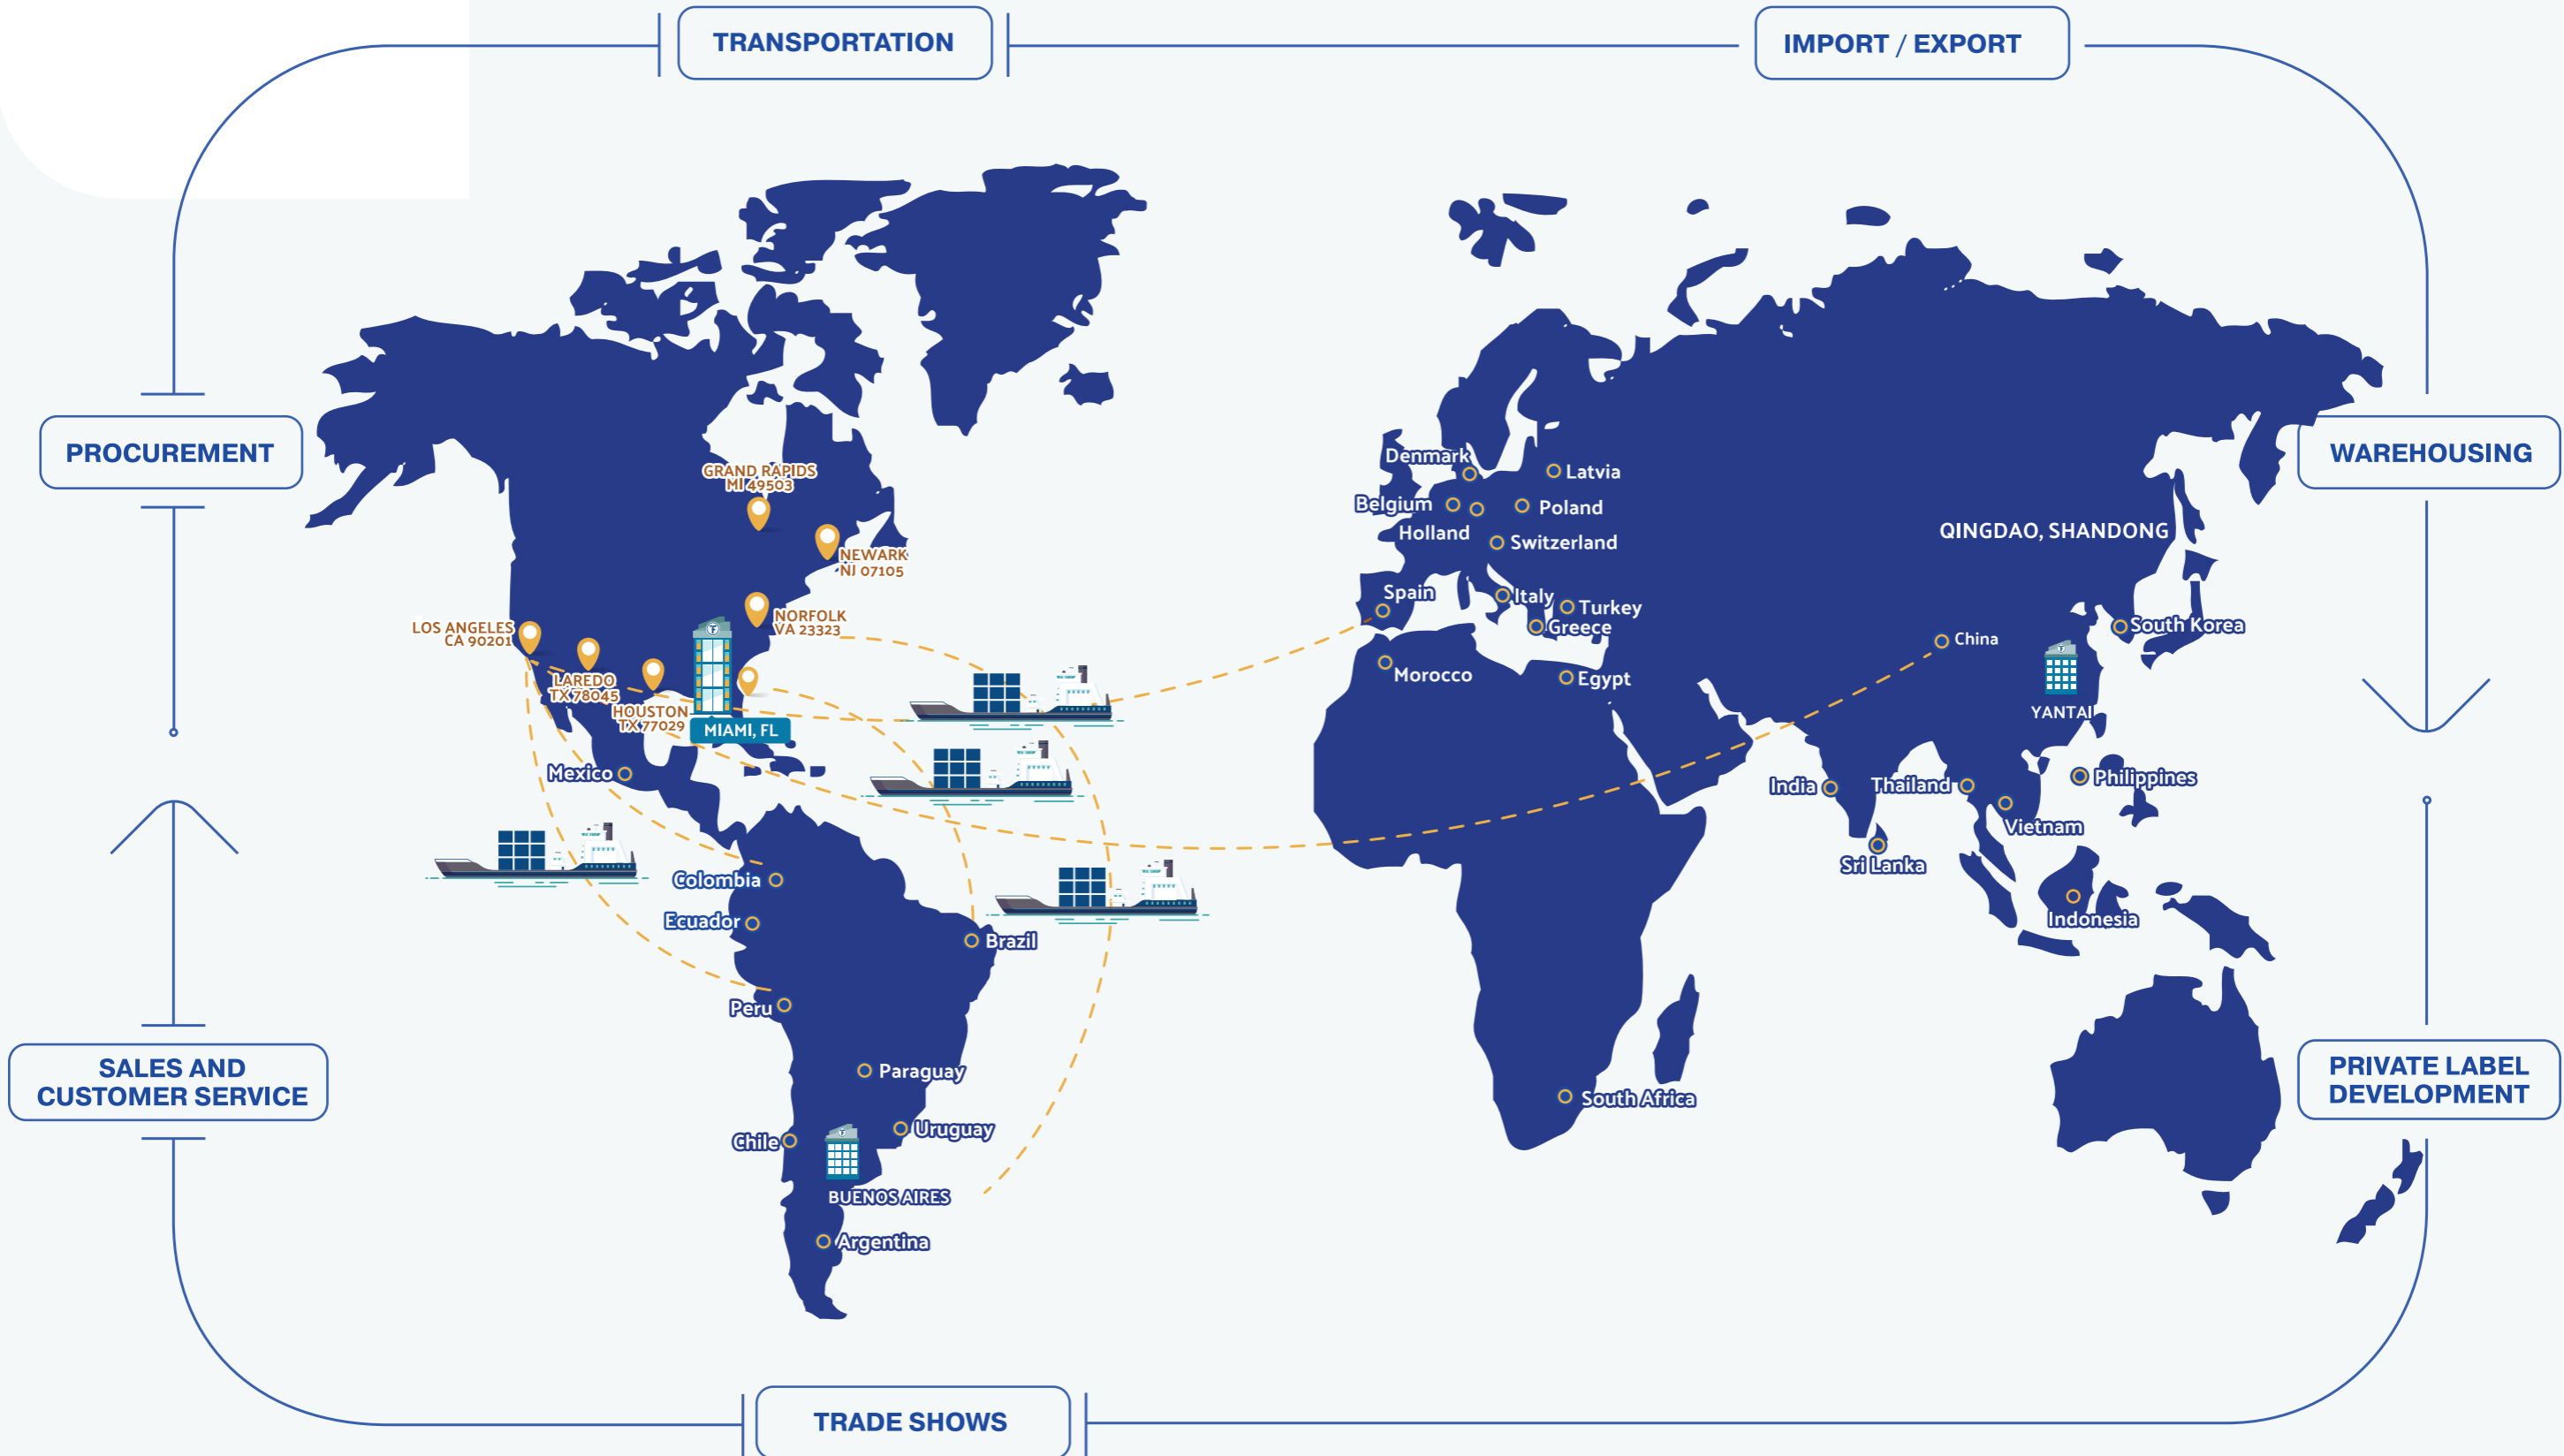 TRANSPORTATION
IMPORT / EXPORT
PROCUREMENT
WAREHOUSING
GRAND RAPIDS
MI 49503
NEWARK
NJ 07105
NORFOLK
VA 23323
LOS ANGELES
CA 90201
LAREDO
TX 78045
HOUSTON
TX 77029
MIAMI, FL
Mexico
Colombia
Ecuador
Brazil
Peru
Paraguay
Chile
Uruguay
BUENOS AIRES
Argentina
Denmark
Latvia
Belgium
Poland
Holland
Switzerland
Spain
Italy
Turkey
Greece
Morocco
Egypt
South Africa
QINGDAO, SHANDONG
South Korea
China
YANTAI
India
Thailand
Philippines
Vietnam
Sri Lanka
Indonesia
SALES AND
CUSTOMER SERVICE
PRIVATE LABEL
DEVELOPMENT
TRADE SHOWS